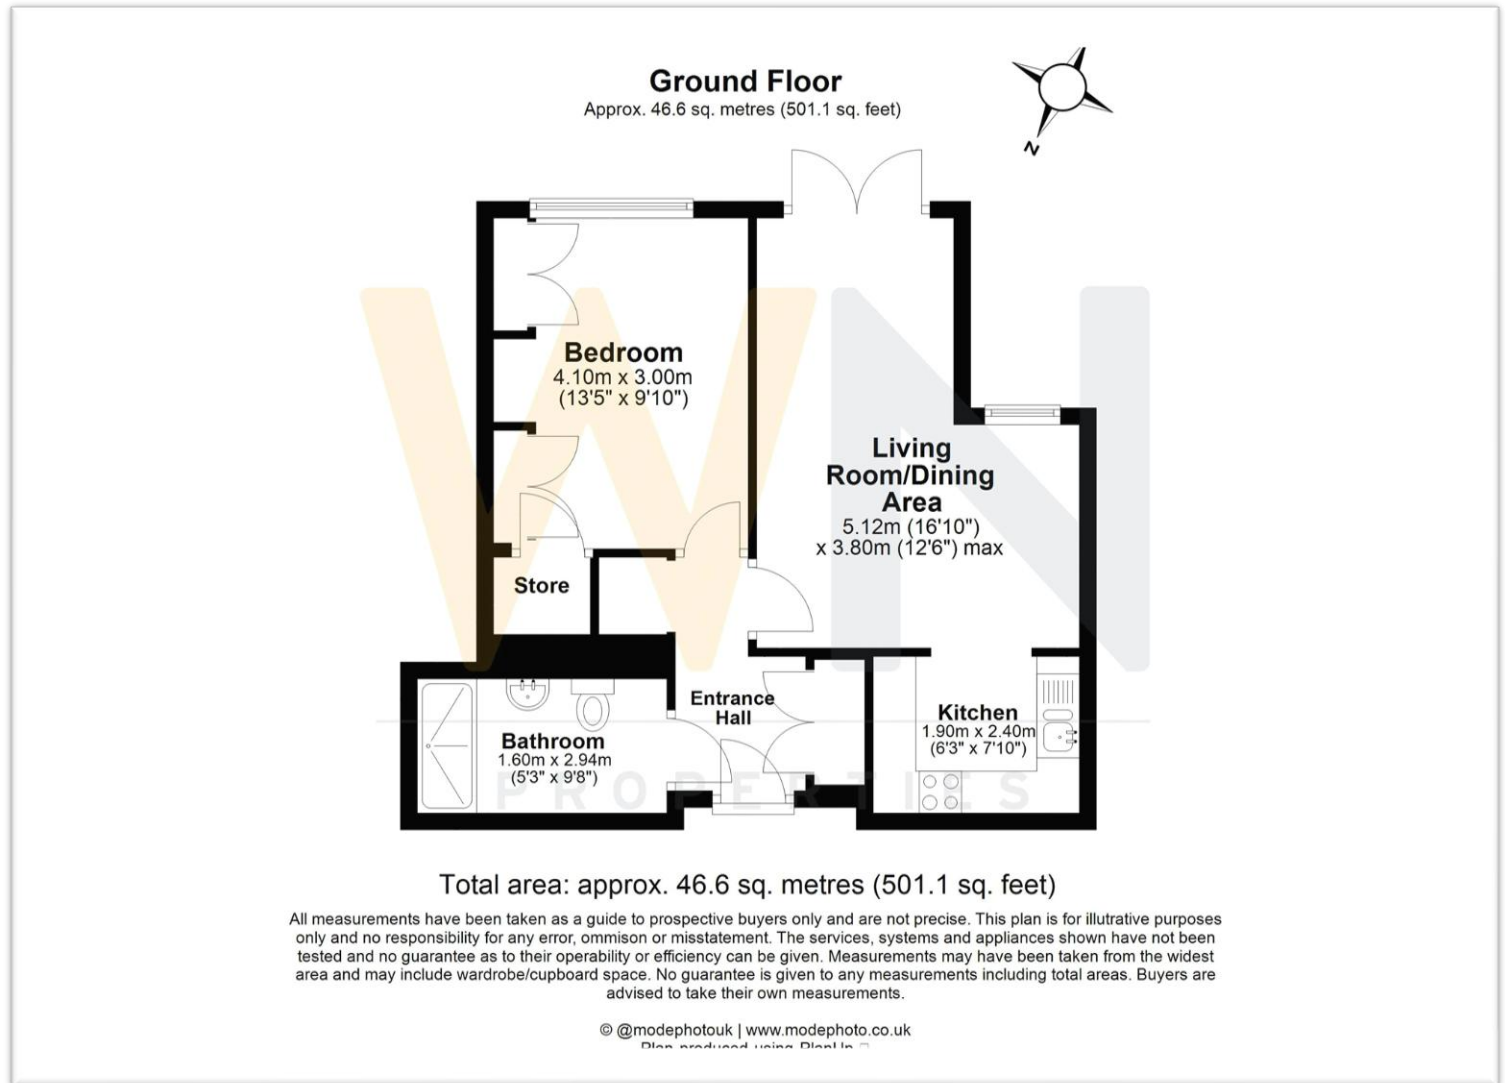 Ground Floor
Approx. 46.6 sq. metres (501.1 sq. feet)
N
Bedroom
4.10m x 3.00m
(13'5" x 9'10")
Living
Room/Dining
Area
5.12m (16'10")
x 3.80m (12'6") max
Store
Entrance
Hall
Kitchen
1.90m x 2.40m
(6'3" x 7'10")
Bathroom
1.60m x 2.94m
(5'3" x 9'8")
WN
PROPERTIES
Total area: approx. 46.6 sq. metres (501.1 sq. feet)
All measurements have been taken as a guide to prospective buyers only and are not precise. This plan is for illutrative purposes
only and no responsibility for any error, ommison or misstatement. The services, systems and appliances shown have not been
tested and no guarantee as to their operability or efficiency can be given. Measurements may have been taken from the widest
area and may include wardrobe/cupboard space. No guarantee is given to any measurements including total areas. Buyers are
advised to take their own measurements.
© @modephotouk | www.modephoto.co.uk
Plan produced using PlanUp